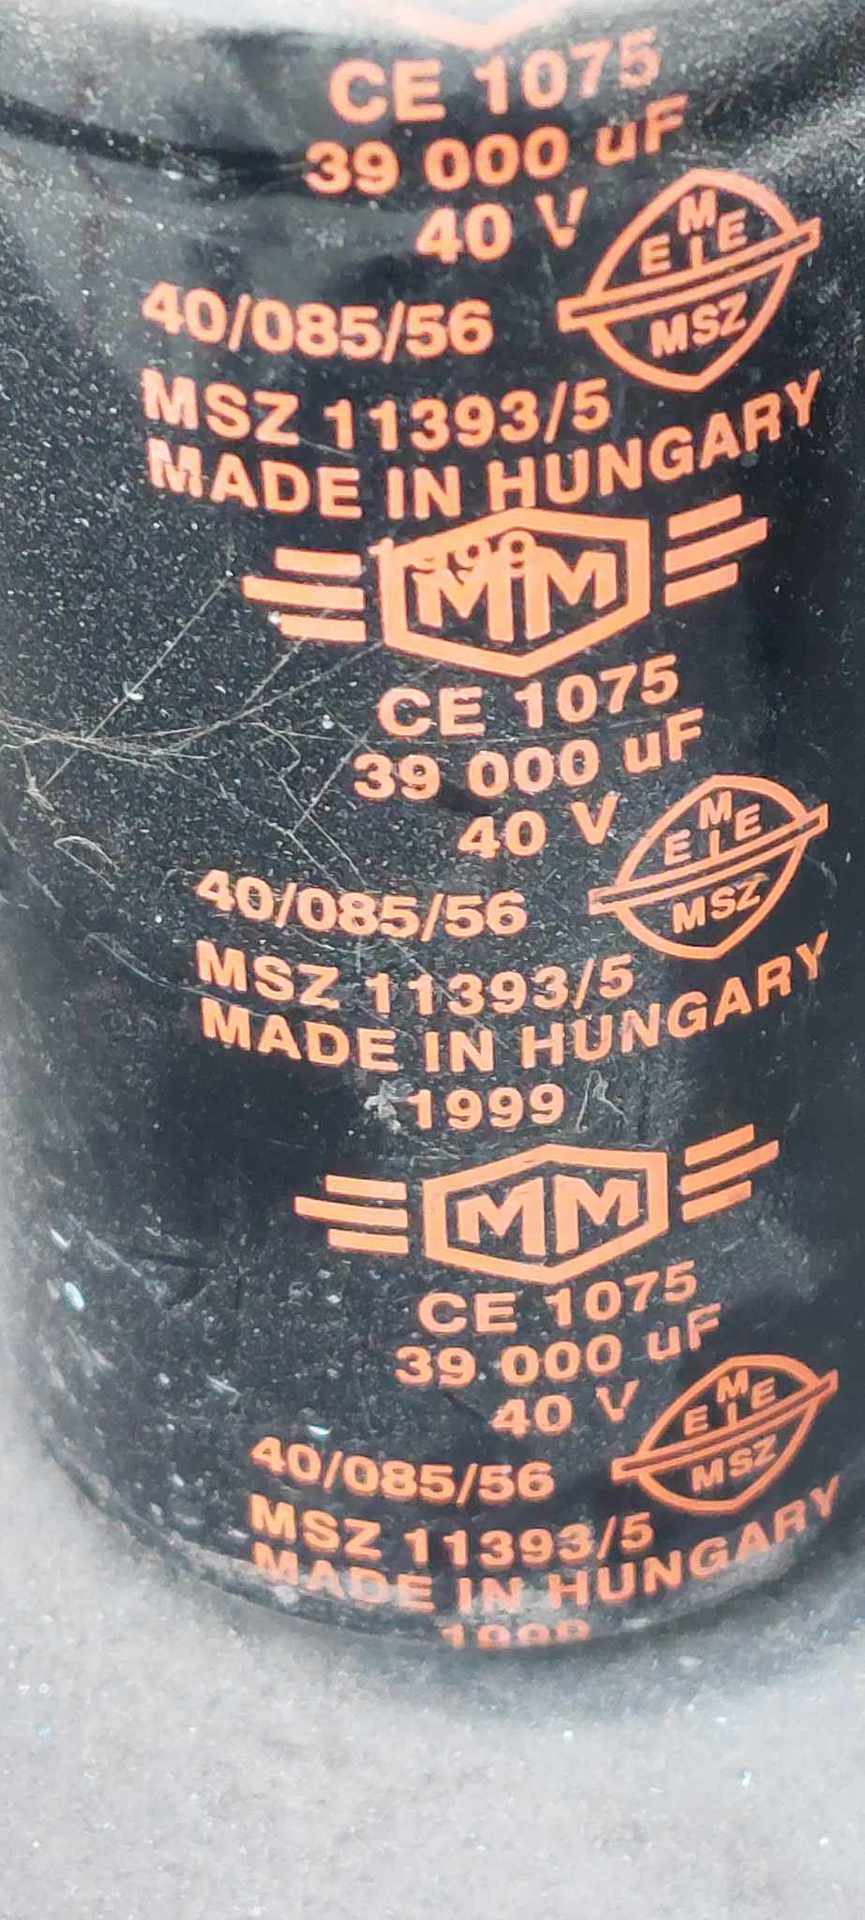 CE 1075
39 000 uF
40 V
M
E I E
MSZ
40/085/56
MSZ 11393/5
MADE IN HUNGARY
1999
MM
CE 1075
39 000 uF
40 V
M
E I E
MSZ
40/085/56
MSZ 11393/5
MADE IN HUNGARY
1999
MM
CE 1075
39 000 uF
40 V
M
E I E
MSZ
40/085/56
MSZ 11393/5
MADE IN HUNGARY
1999